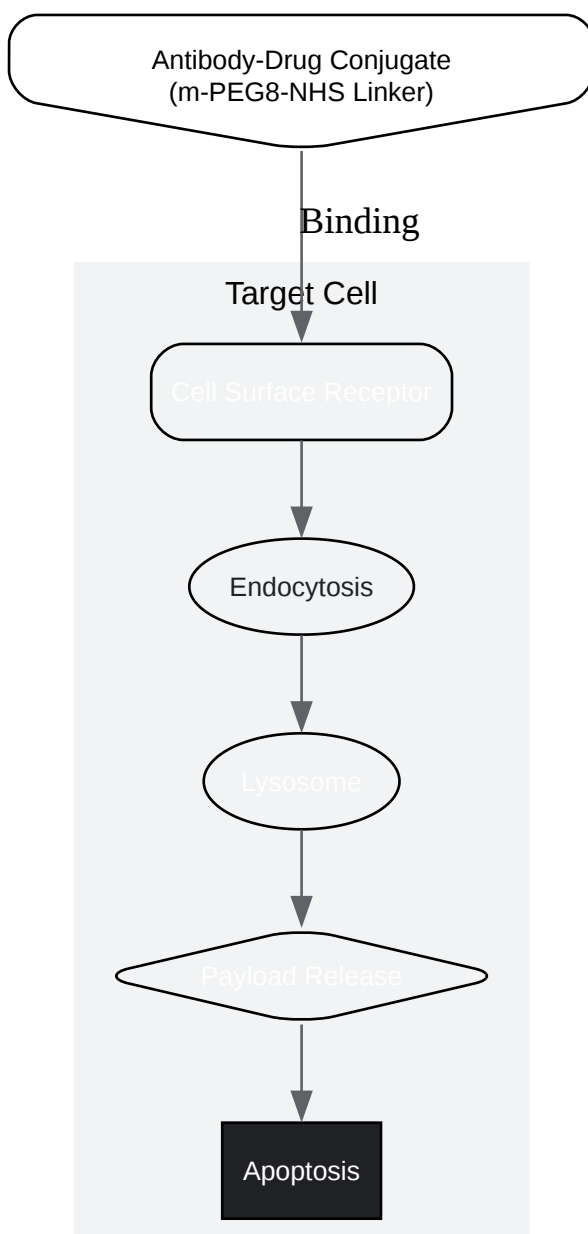 Antibody-Drug Conjugate
(m-PEG8-NHS Linker)
Binding
Target Cell
Cell Surface Receptor
Endocytosis
Lysosome
Payload Release
Apoptosis